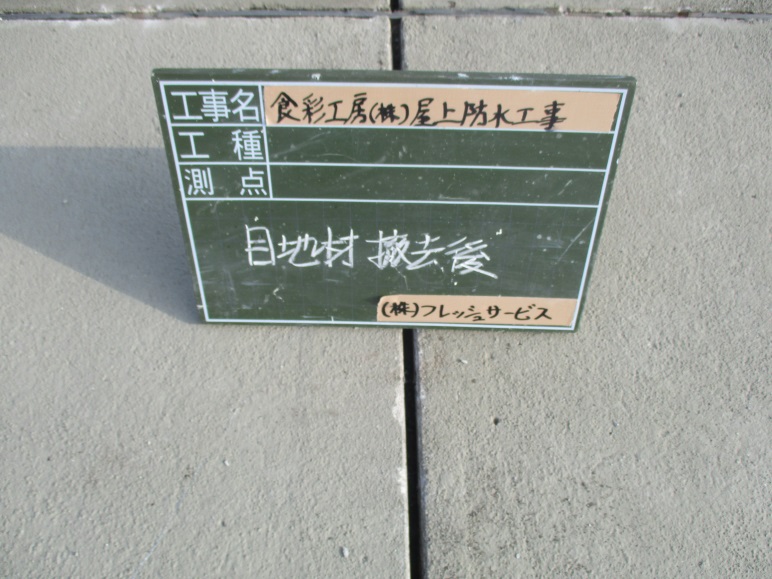 工事名 食彩工房(株)屋上防水工事
工種
測点
目地材 撤去後
(株)フレッシュサービス